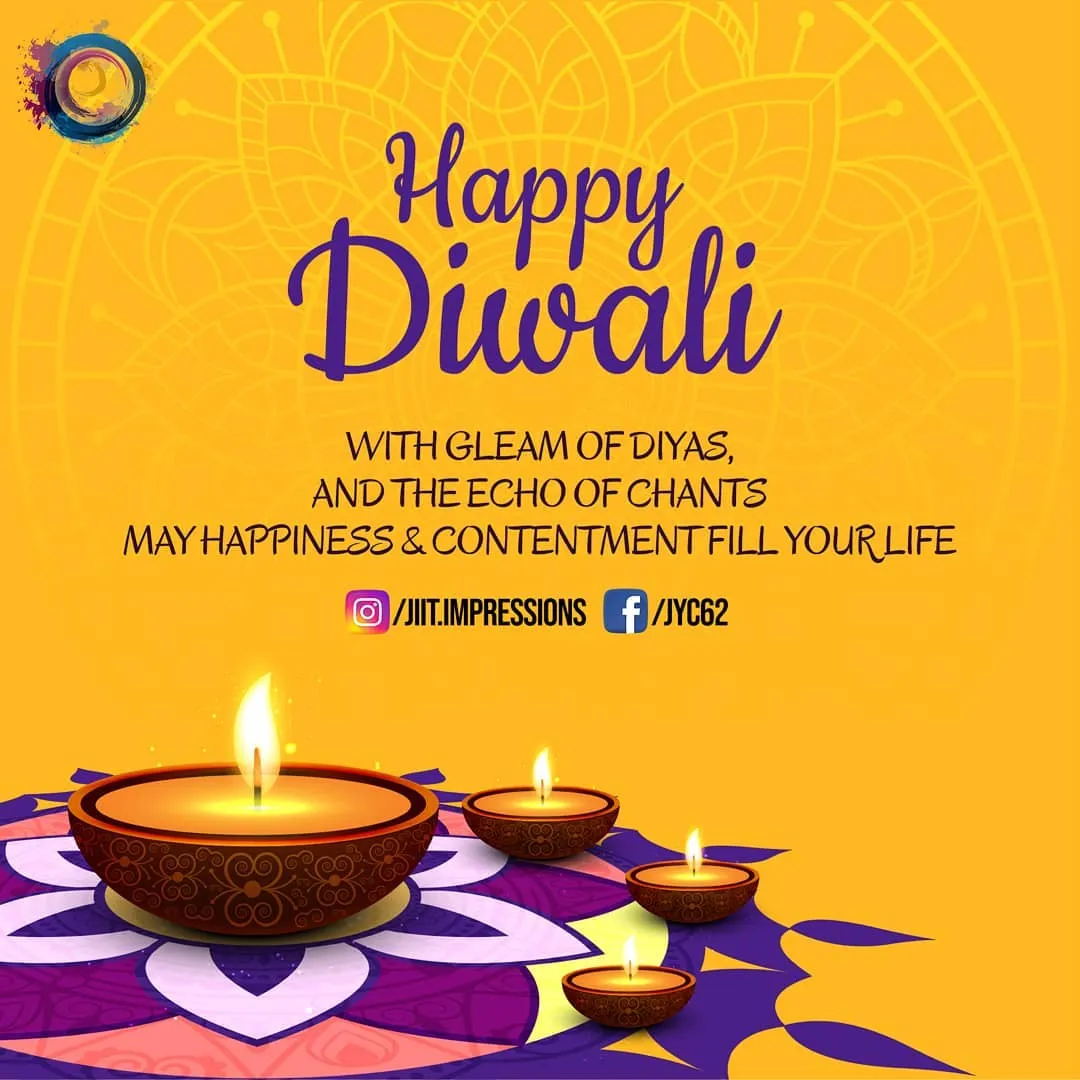 Happy
Diwali
WITH GLEAM OF DIYAS,
AND THE ECHO OF CHANTS
MAY HAPPINESS & CONTENTMENT FILL YOUR LIFE
/JIIT.IMPRESSIONS /JYC62